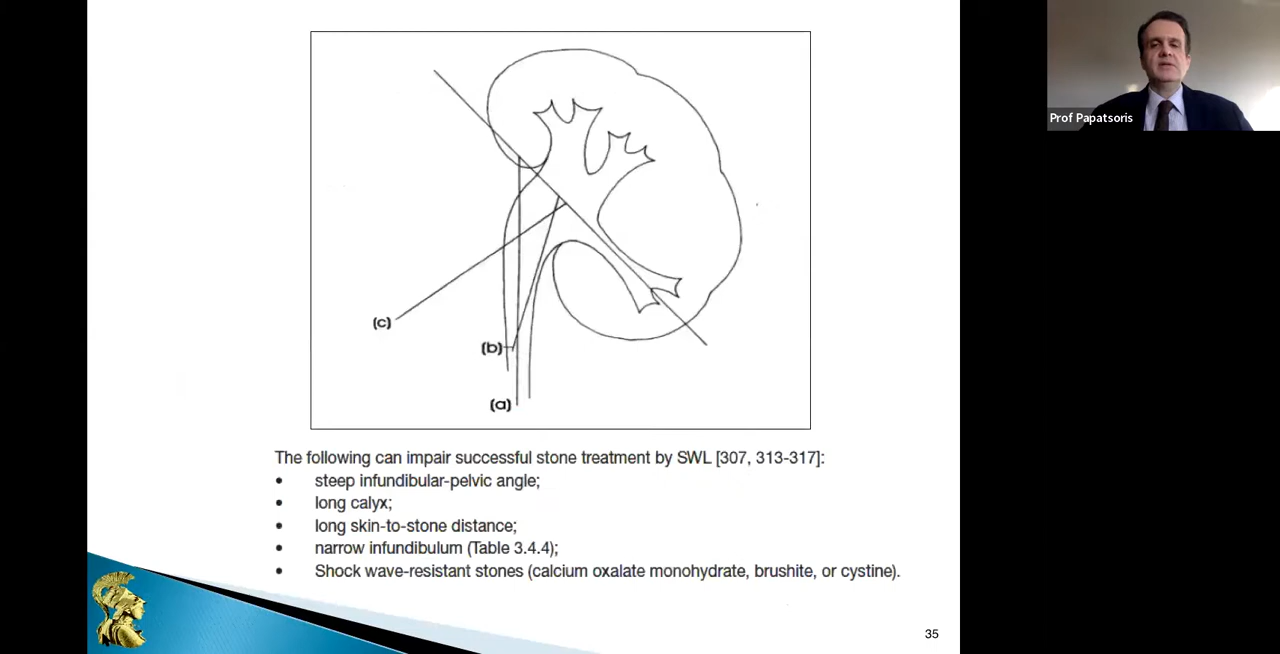 Prof Papatsoris
(c)
(b)
(a)
The following can impair successful stone treatment by SWL [307, 313-317]:
• steep infundibular-pelvic angle;
• long calyx;
• long skin-to-stone distance;
• narrow infundibulum (Table 3.4.4);
• Shock wave-resistant stones (calcium oxalate monohydrate, brushite, or cystine).
35